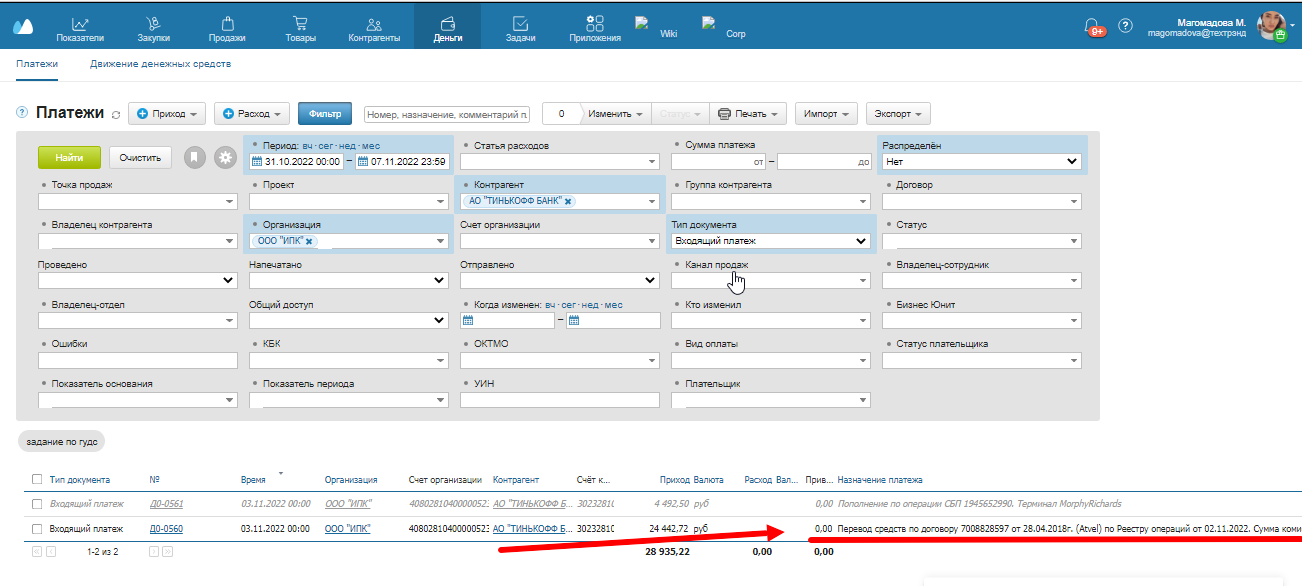 Показатели Закупки Продажи Товары Контрагенты Деньги Задачи Приложения Wiki Corp 9+ ? Магомадова М.
magomadova@техтрэнд
Платежи Движение денежных средств
? Платежи Приход Расход Фильтр Номер, назначение, комментарий п 0 Изменить Статус Печать Импорт Экспорт
Найти Очистить
Период: вч · сег · нед · мес
31.10.2022 00:00 – 07.11.2022 23:59
Статья расходов
Сумма платежа
от – до
Распределён
Нет
Точка продаж
Проект
Контрагент
АО "ТИНЬКОФФ БАНК" ×
Группа контрагента
Договор
Владелец контрагента
Организация
ООО "ИПК" ×
Счет организации
Тип документа
Входящий платеж
Статус
Проведено
Напечатано
Отправлено
Канал продаж
Владелец-сотрудник
Владелец-отдел
Общий доступ
Когда изменен: вч · сег · нед · мес
–
Кто изменил
Бизнес Юнит
Ошибки
КБК
ОКТМО
Вид оплаты
Статус плательщика
Показатель основания
Показатель периода
УИН
Плательщик
задание по гудс
Тип документа № Время Организация Счет организации Контрагент Счёт к... Приход Валюта Расход Вал... Прив... Назначение платежа
Входящий платеж Д0-0561 03.11.2022 00:00 ООО "ИПК" 40802810400000523 АО "ТИНЬКОФФ Б... 30232810 4 492,50 руб 0,00 Пополнение по операции СБП 1945652990. Терминал MorphyRichards
Входящий платеж Д0-0560 03.11.2022 00:00 ООО "ИПК" 40802810400000523 АО "ТИНЬКОФФ Б... 30232810 24 442,72 руб 0,00 Перевод средств по договору 7008828597 от 28.04.2018г. (Atvel) по Реестру операций от 02.11.2022. Сумма коми
1-2 из 2 28 935,22 0,00 0,00